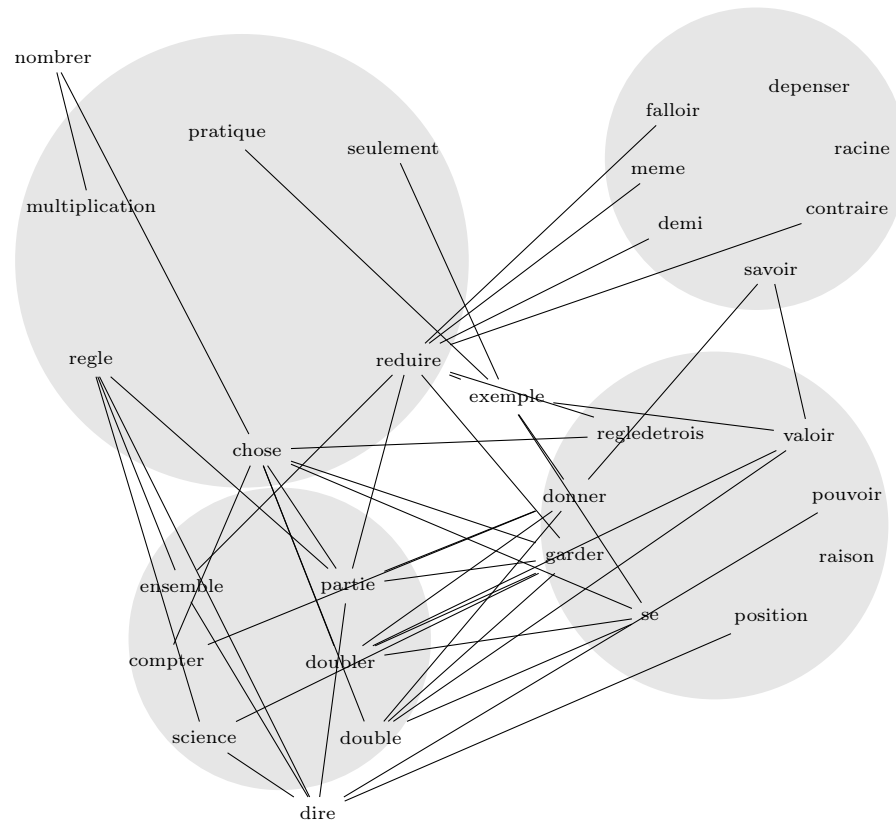 nombrer
depenser
falloir
pratique
seulement
racine
meme
multiplication
contraire
demi
savoir
regle
reduire
exemple
regledetrois
valoir
chose
donner
pouvoir
garder
raison
ensemble
partie
se
position
compter
doubler
science
double
dire